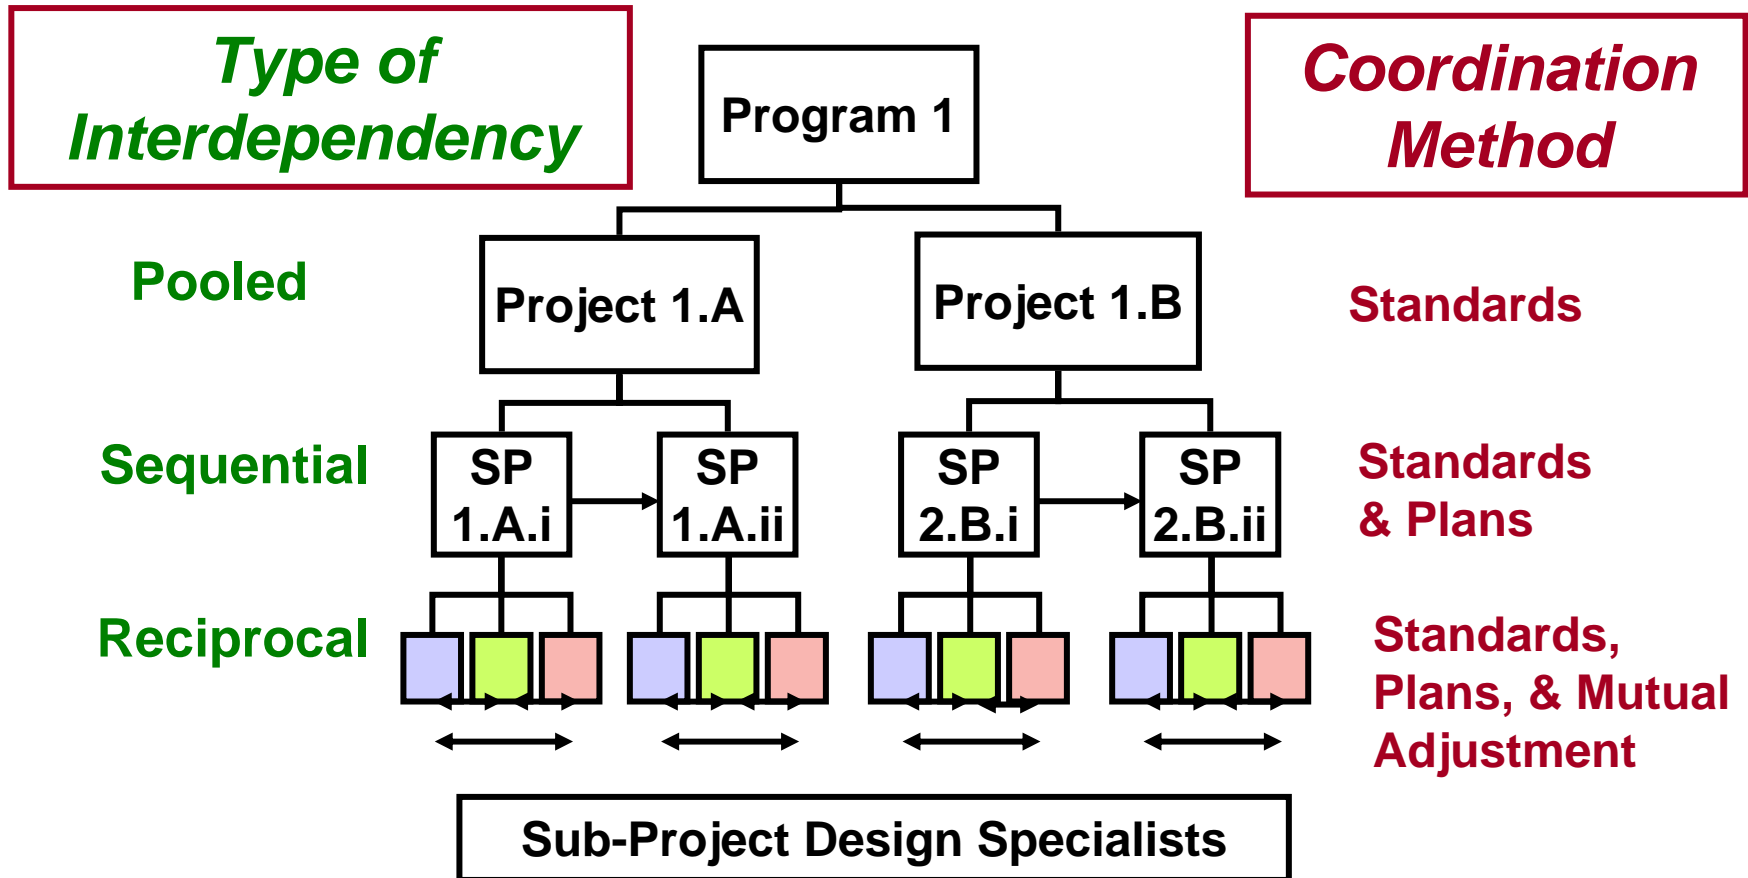 Type of
Interdependency
Program 1
Coordination
Method
Pooled
Project 1.A
Project 1.B
Standards
Sequential
SP
1.A.i
SP
1.A.ii
SP
2.B.i
SP
2.B.ii
Standards
& Plans
Reciprocal
Standards,
Plans, & Mutual
Adjustment
Sub-Project Design Specialists